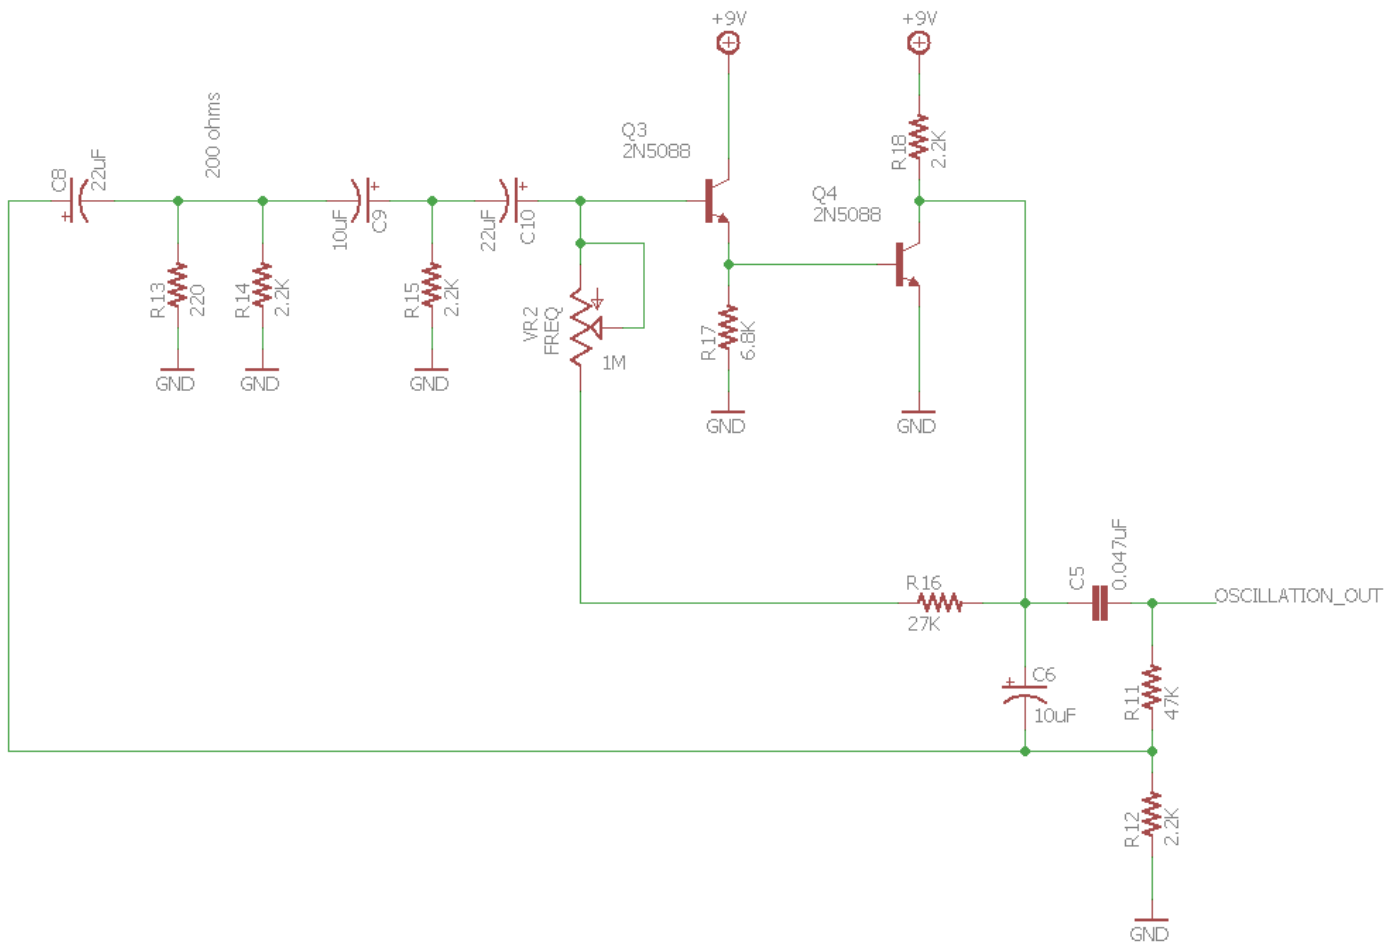 +9V
+9V
200 ohms
C8
22uF
10uF
C9
22uF
C10
Q3
2N5088
R18
2.2K
Q4
2N5088
R13
220
R14
2.2K
R15
2.2K
VR2
FREQ
1M
R17
6.8K
GND
GND
GND
GND
GND
R16
27K
C5
0.047uF
OSCILLATION_OUT
C6
10uF
R11
47K
R12
2.2K
GND